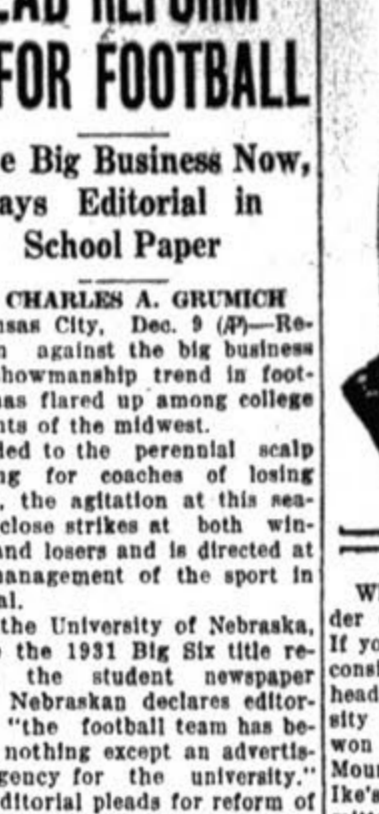 EAD REFORM
FOR FOOTBALL
e Big Business Now,
ays Editorial in
School Paper
CHARLES A. GRUMICH
nsas City, Dec. 9 (AP)—Re-
n against the big business
howmanship trend in foot-
has flared up among college
nts of the midwest.
ded to the perennial scalp
ng for coaches of losing
, the agitation at this sea-
close strikes at both win-
and losers and is directed at
management of the sport in
al.
the University of Nebraska,
the 1931 Big Six title re-
the student newspaper
Nebraskan declares editor-
"the football team has be-
nothing except an advertis-
gency for the university."
ditorial pleads for reform of
W
der
If yo
consi
head
sity
won
Mour
Ike's